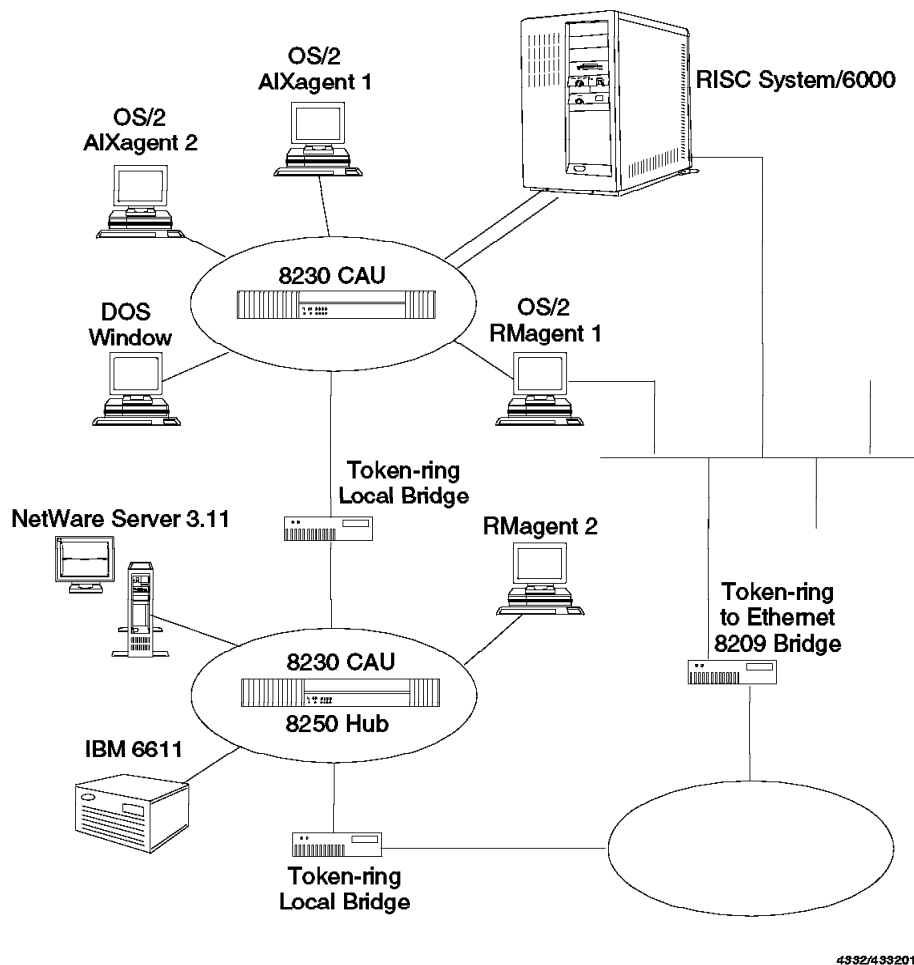 OS/2
AIXagent 1
RISC System/6000
OS/2
AIXagent 2
8230 CAU
DOS
Window
OS/2
RMagent 1
Token-ring
Local Bridge
NetWare Server 3.11
RMagent 2
Token-ring
to Ethernet
8209 Bridge
8230 CAU
8250 Hub
IBM 6611
Token-ring
Local Bridge
4332/433201